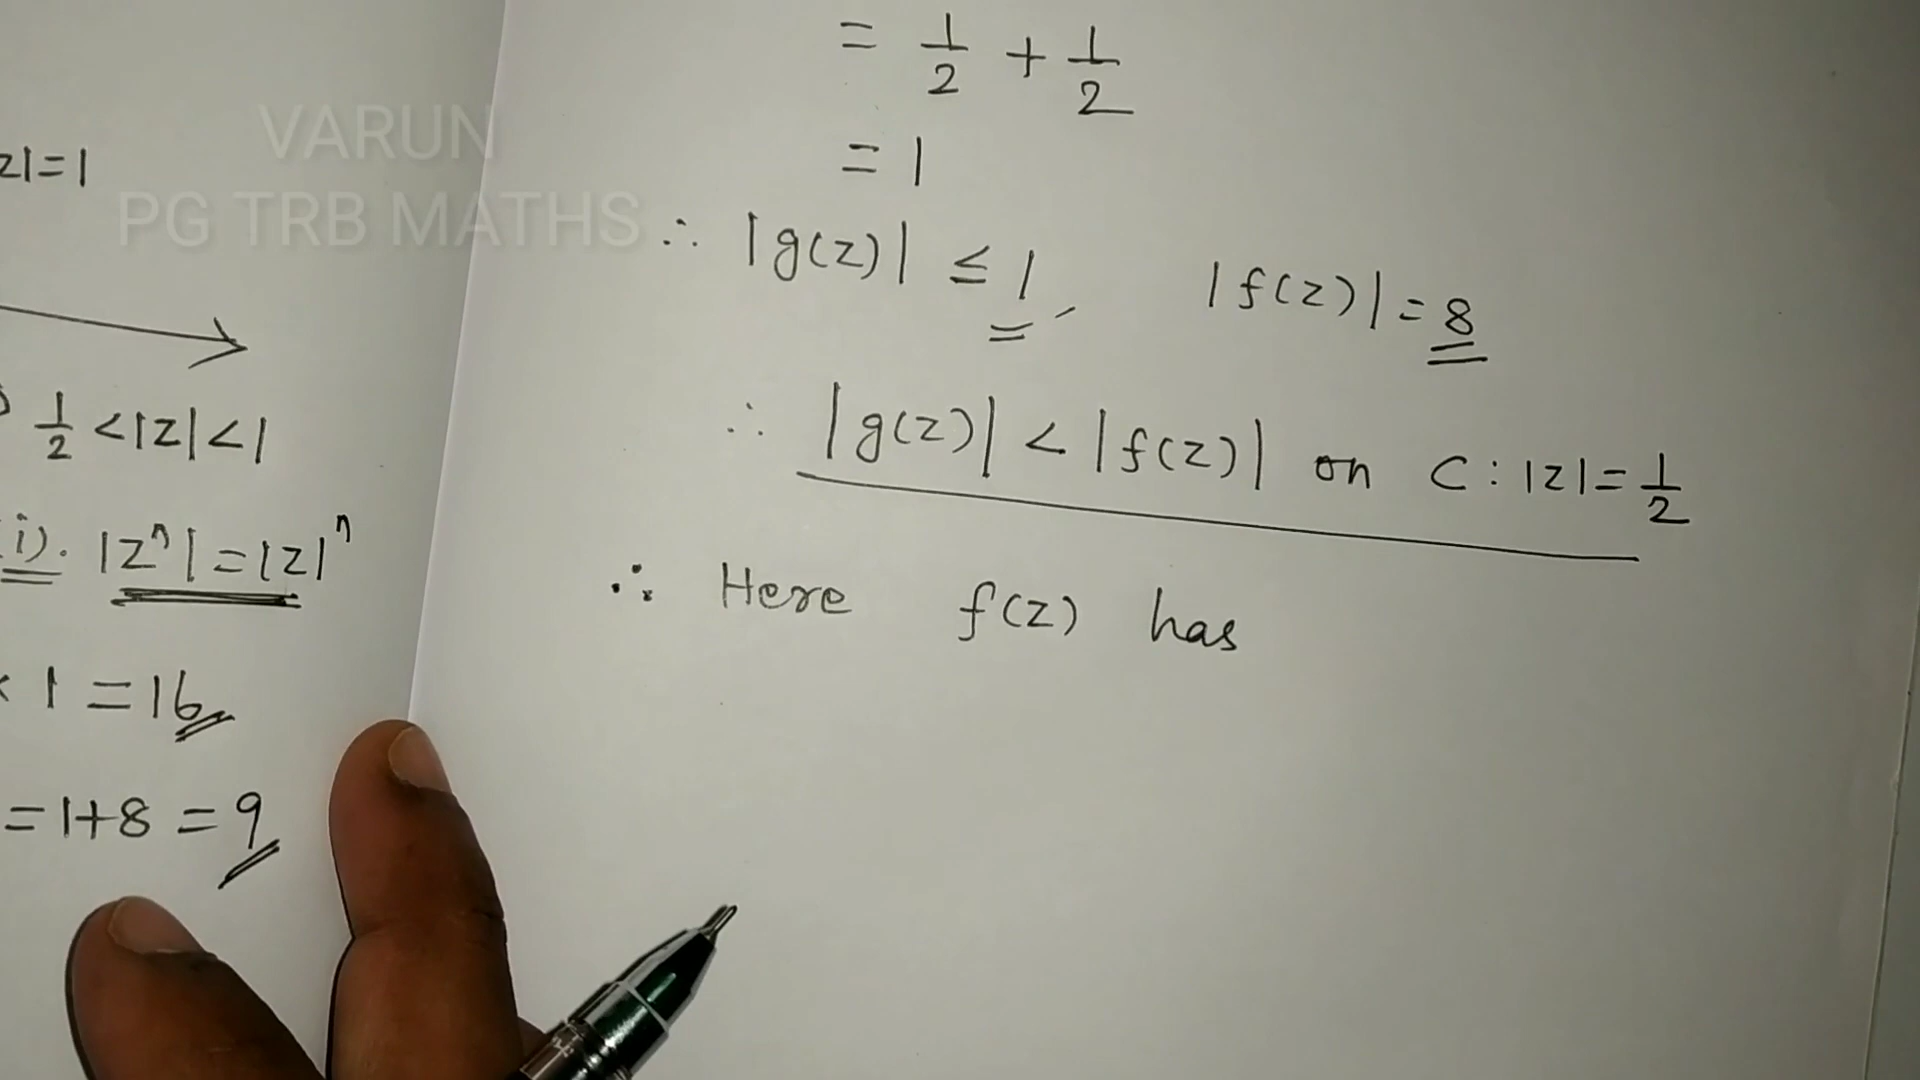 VARUN
PG TRB MATHS
z|=1
1/2 <|z|<1
i). |zⁿ|=|z|ⁿ
1 = 16
= 1+8 = 9
= 1/2 + 1/2
= 1
∴ |g(z)| ≤ 1, |f(z)| = 8
∴ |g(z)| < |f(z)| on C: |z| = 1/2
∴ Here f(z) has